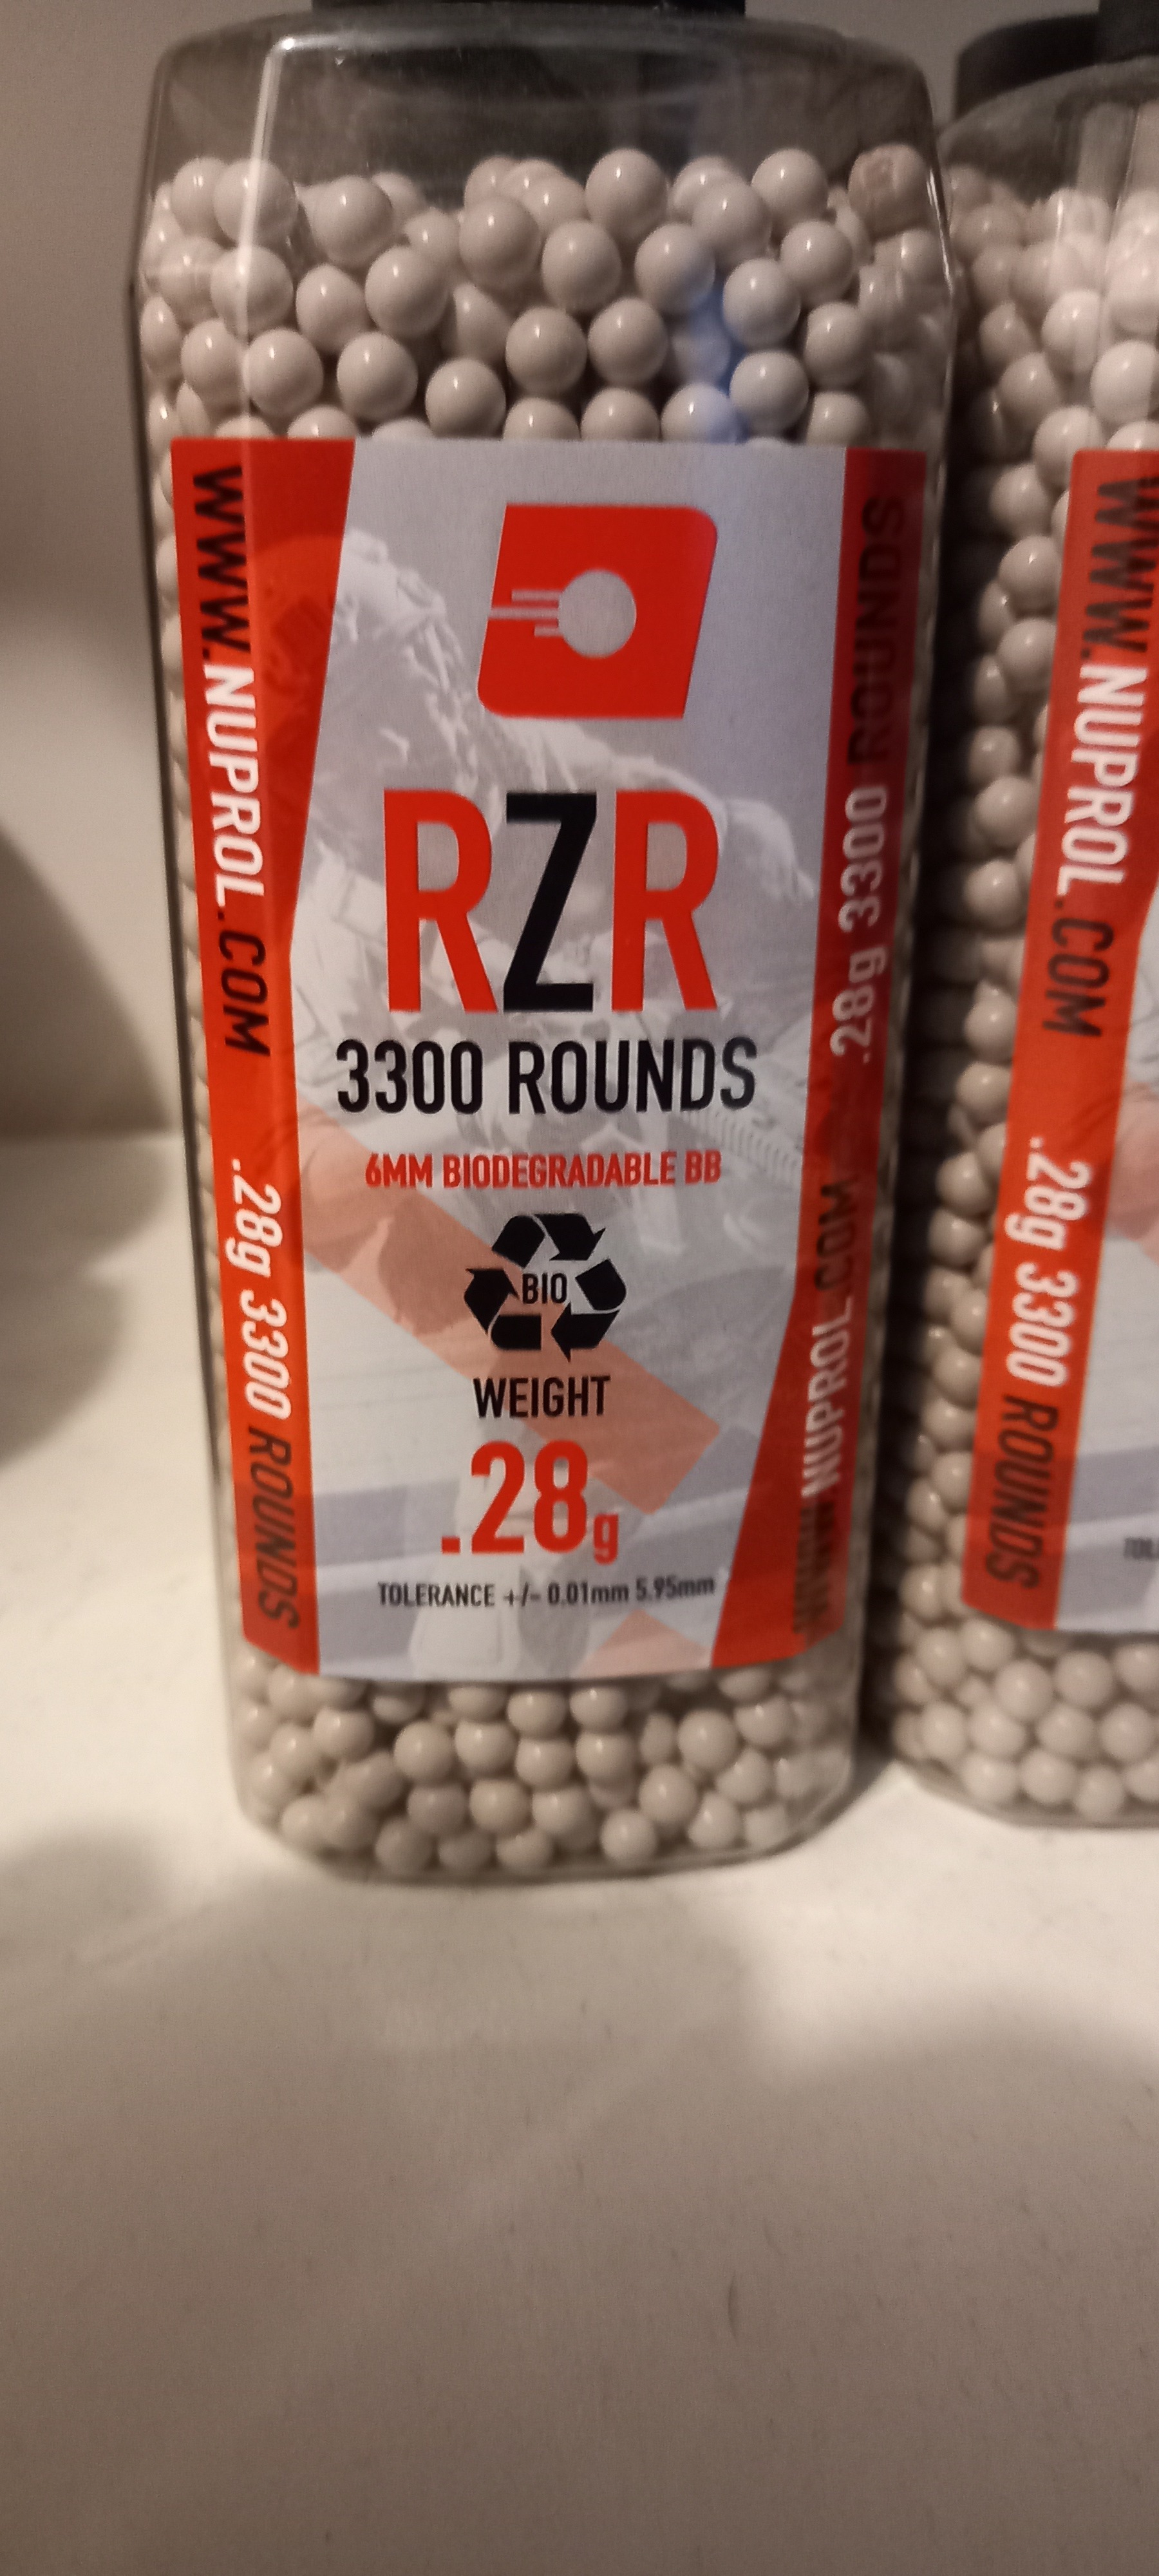 WWW.NUPROL.COM .28g 3300 ROUNDS
RZR
3300 ROUNDS
6MM BIODEGRADABLE BB
BIO
WEIGHT
.28g
TOLERANCE +/- 0.01mm 5.95mm
WWW.NUPROL.COM .28g 3300 ROUNDS
WWW.NUPROL.COM .28g 3300 ROUNDS